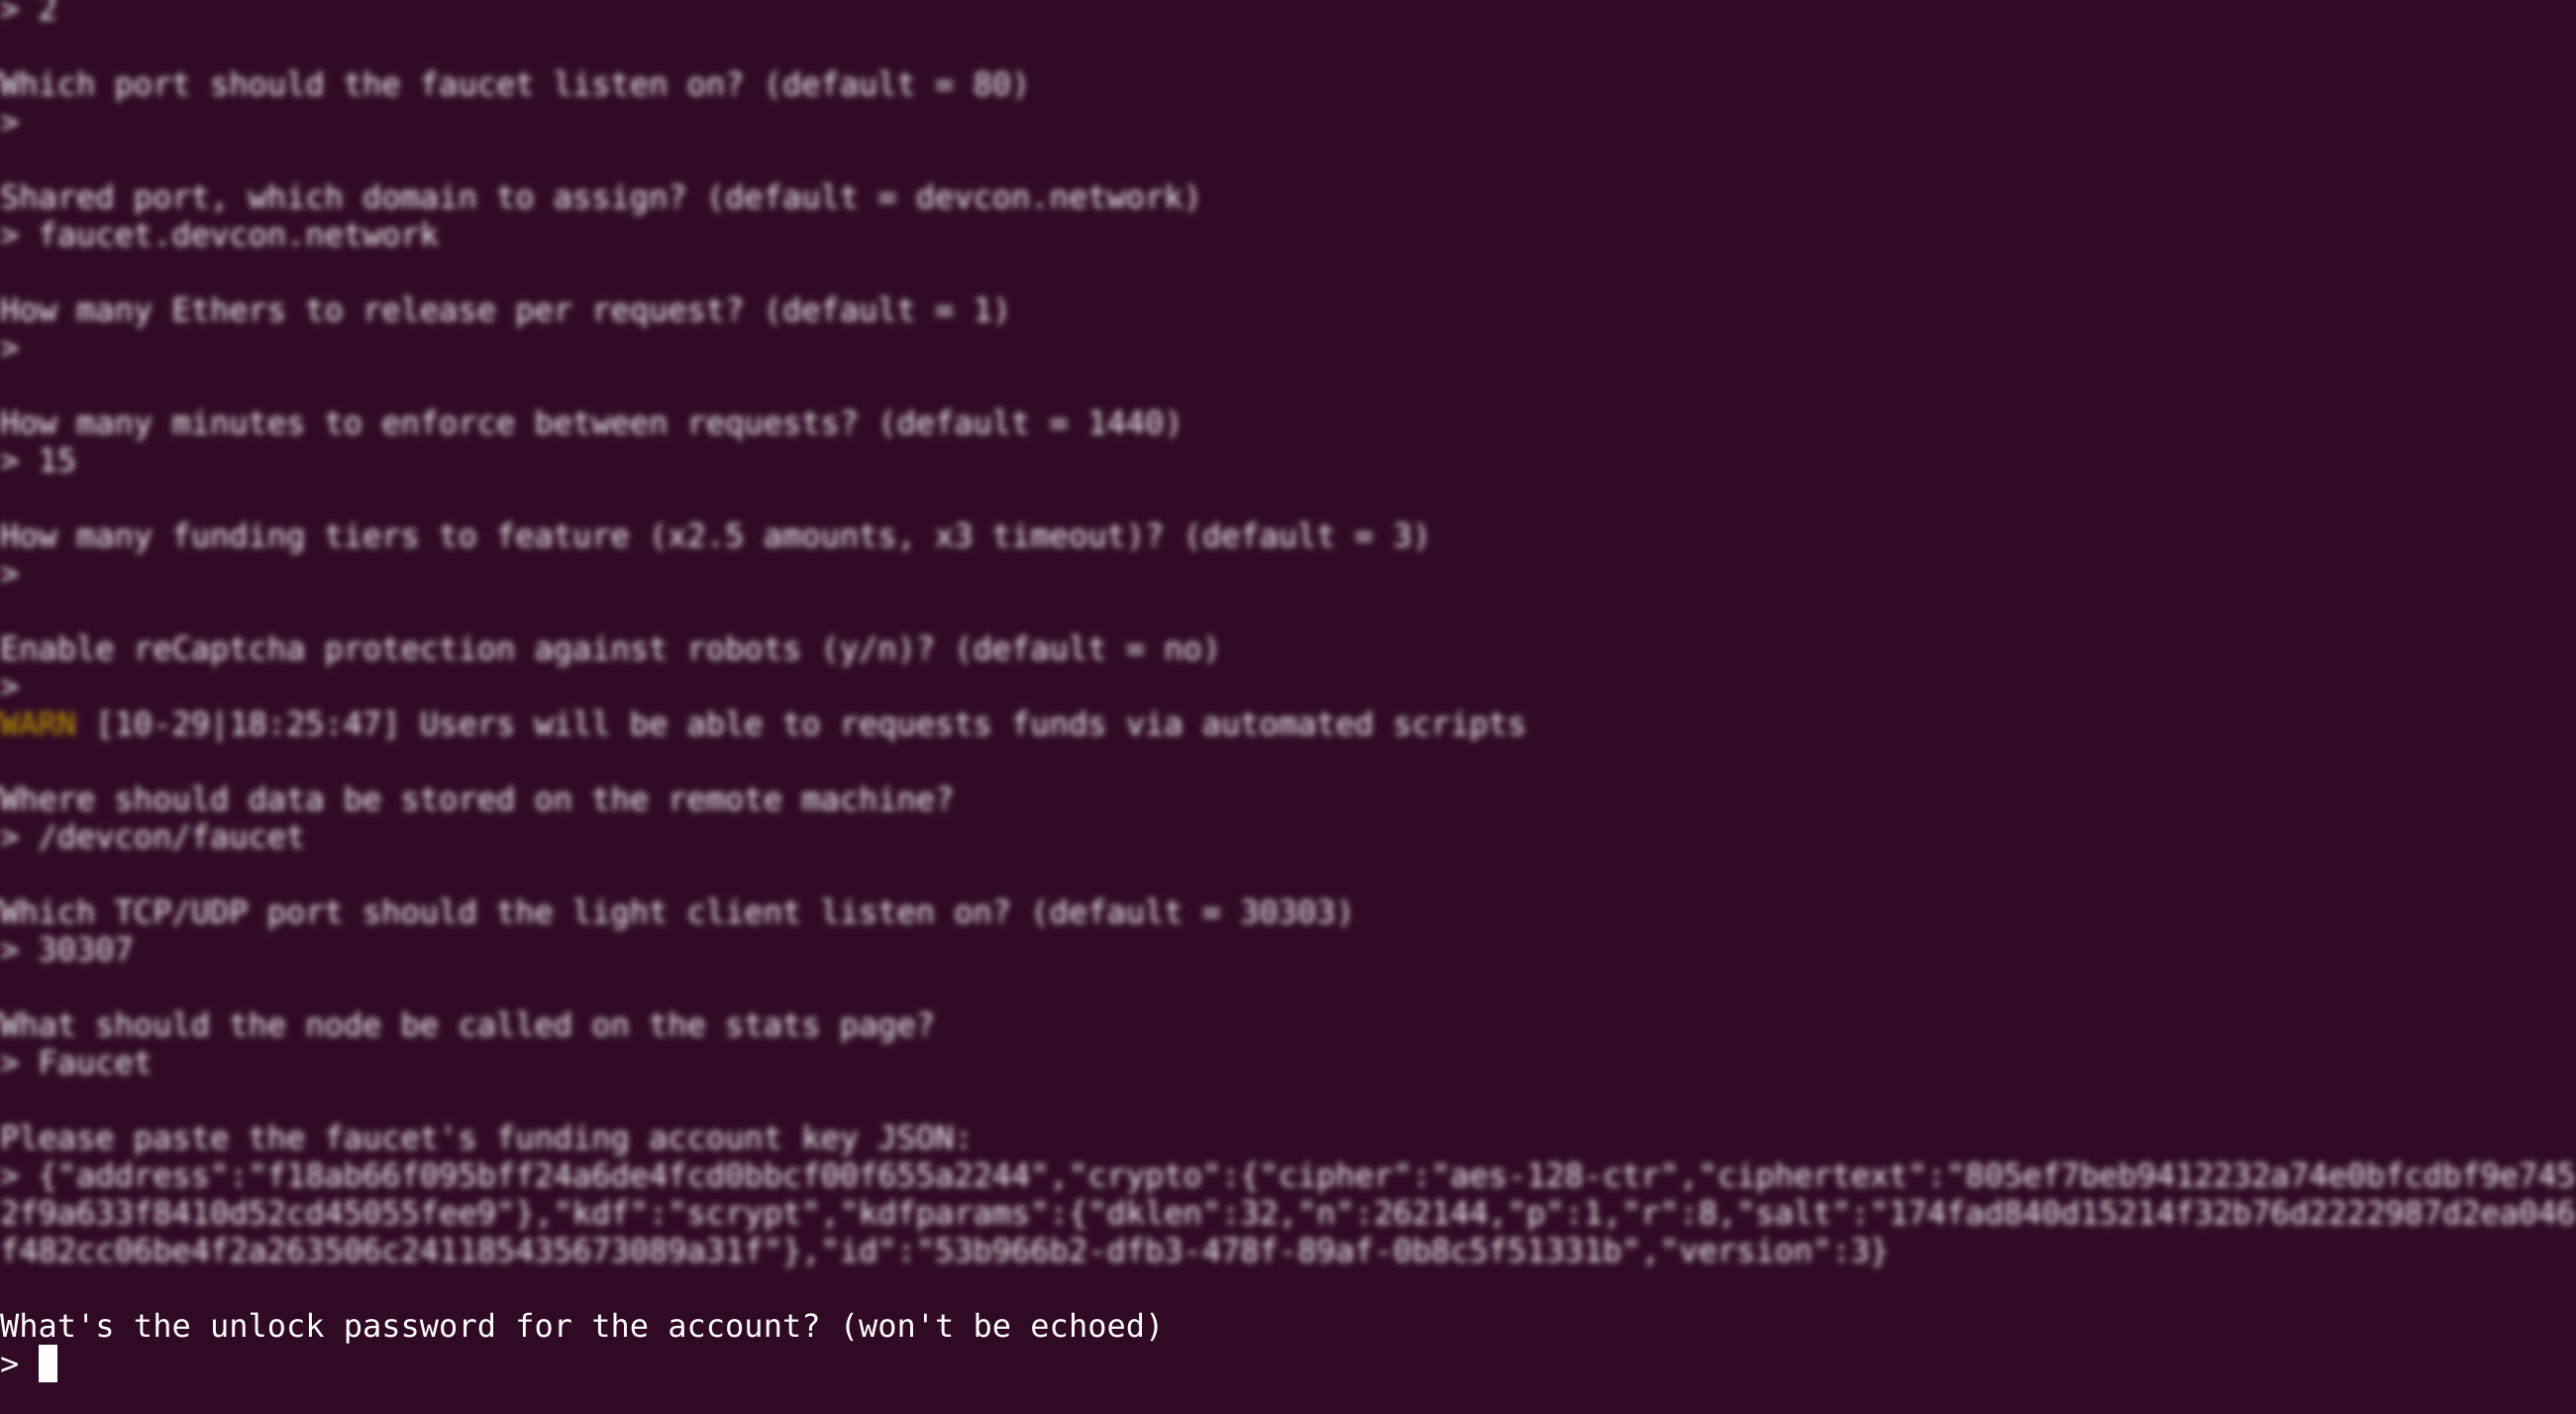 > 2
Which port should the faucet listen on? (default = 80)
>
Shared port, which domain to assign? (default = devcon.network)
> faucet.devcon.network
How many Ethers to release per request? (default = 1)
>
How many minutes to enforce between requests? (default = 1440)
> 15
How many funding tiers to feature (x2.5 amounts, x3 timeout)? (default = 3)
>
Enable reCaptcha protection against robots (y/n)? (default = no)
>
WARN [10-29|18:25:47] Users will be able to requests funds via automated scripts
Where should data be stored on the remote machine?
> /devcon/faucet
Which TCP/UDP port should the light client listen on? (default = 30303)
> 30307
What should the node be called on the stats page?
> Faucet
Please paste the faucet's funding account key JSON:
> {"address":"f18ab66f095bff24a6de4fcd0bbcf00f655a2244","crypto":{"cipher":"aes-128-ctr","ciphertext":"805ef7beb9412232a74e0bfcdbf9e745
2f9a633f8410d52cd45055fee9"},"kdf":"scrypt","kdfparams":{"dklen":32,"n":262144,"p":1,"r":8,"salt":"174fad840d15214f32b76d2222987d2ea046
f482cc06be4f2a263506c241185435673089a31f"},"id":"53b966b2-dfb3-478f-89af-0b8c5f51331b","version":3}
What's the unlock password for the account? (won't be echoed)
>